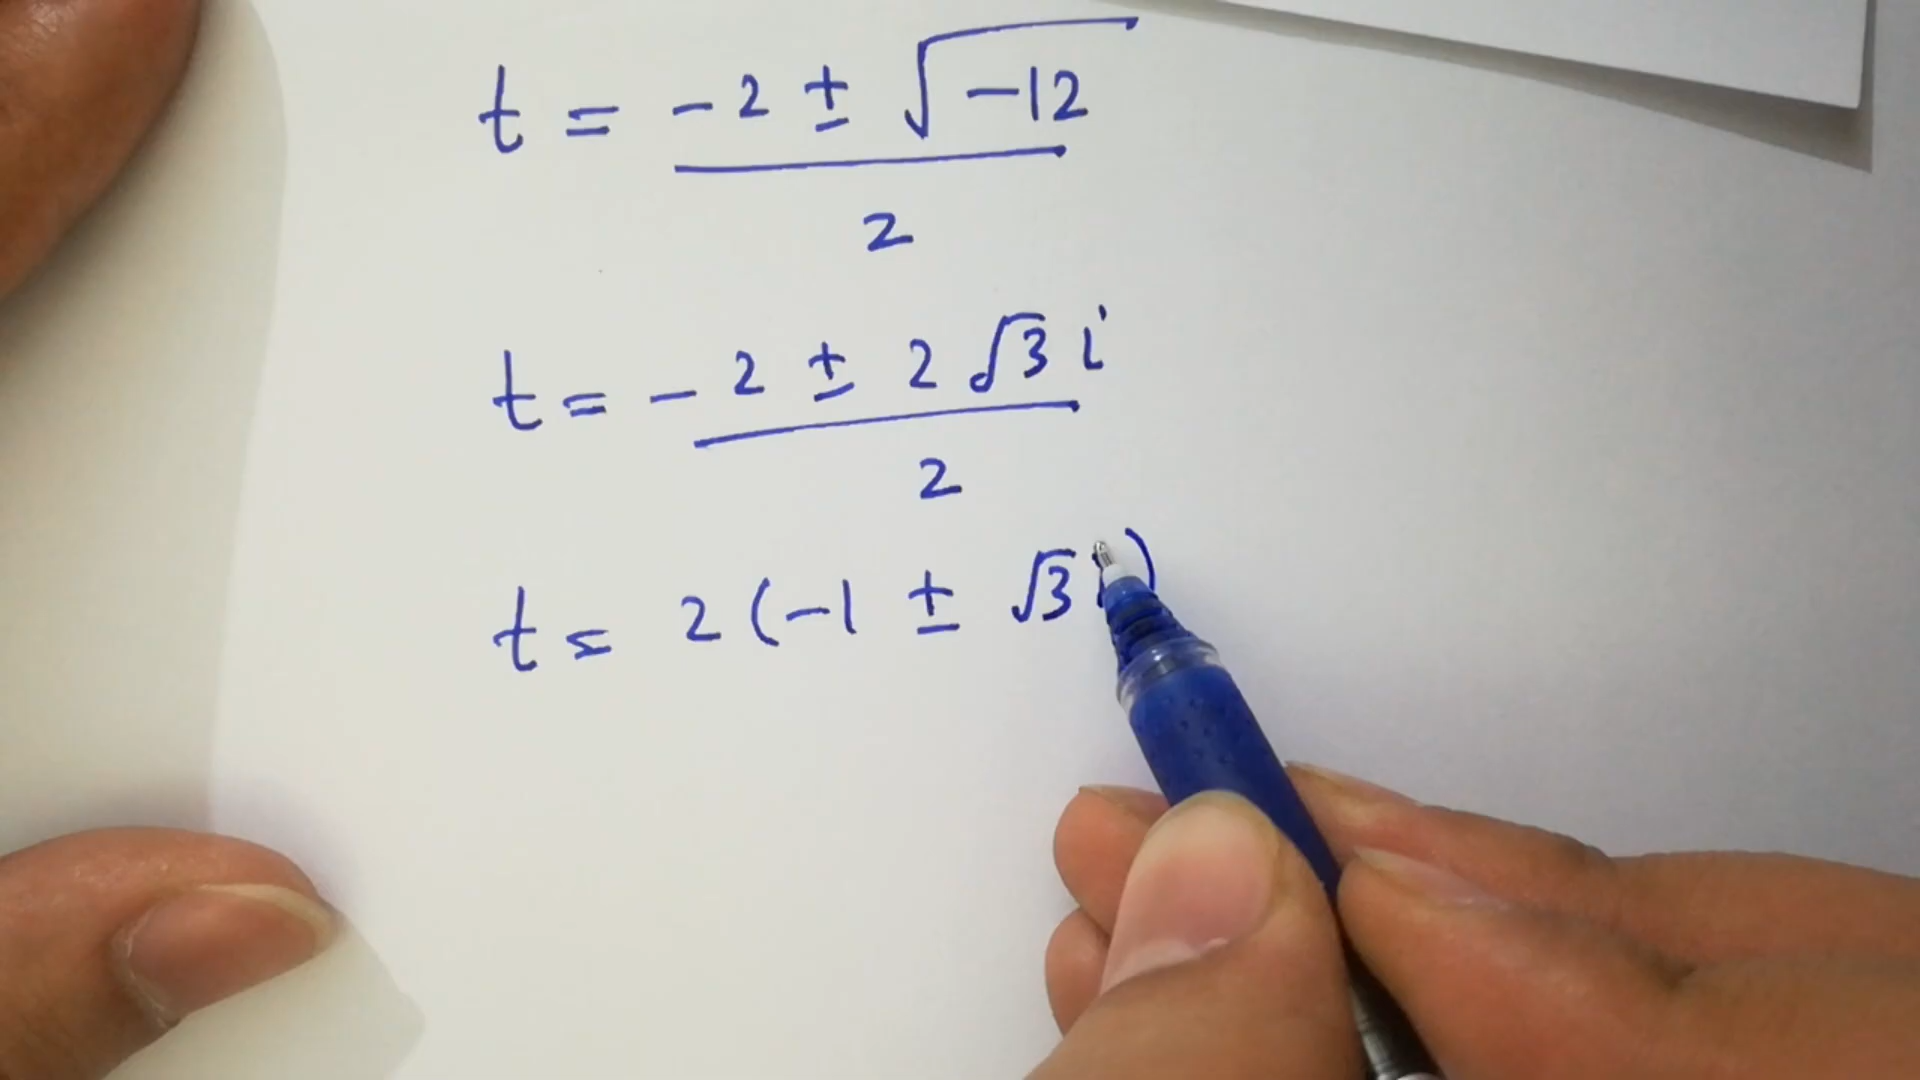 t = -2 ± √-12
2
t = -2 ± 2√3 i
2
t = 2(-1 ± √3 i)